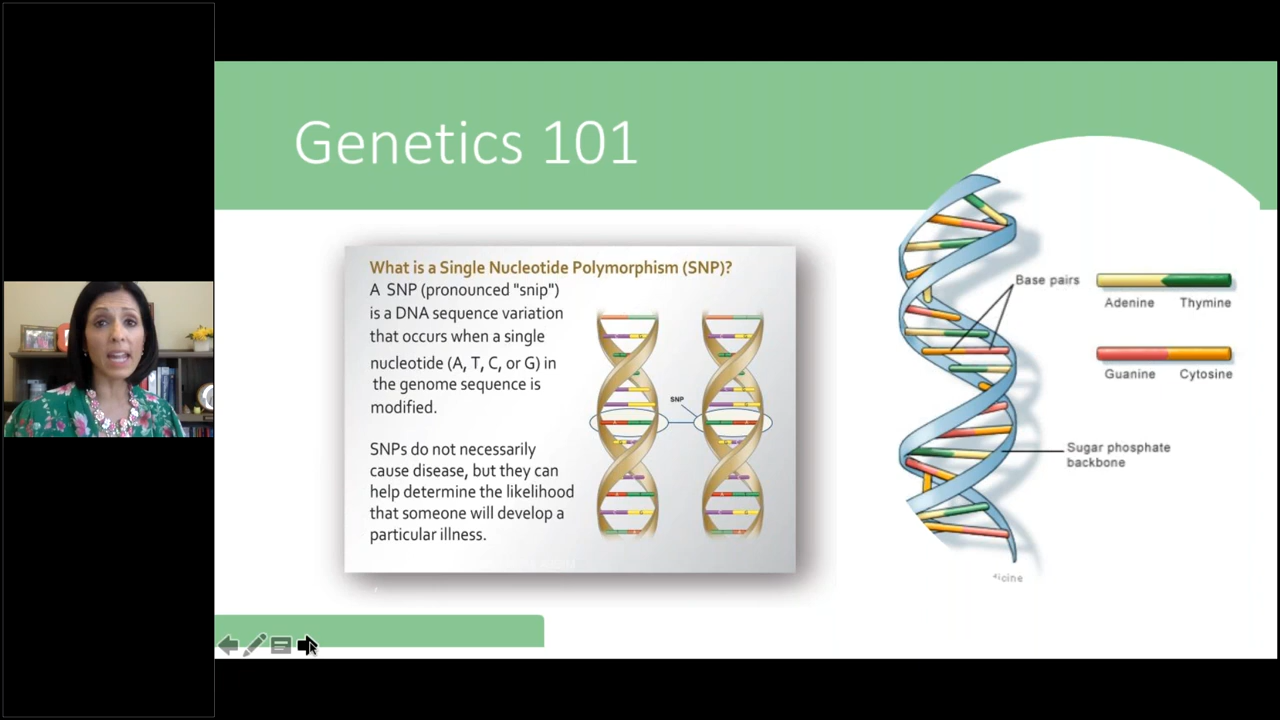 Genetics 101
What is a Single Nucleotide Polymorphism (SNP)?
A SNP (pronounced "snip")
is a DNA sequence variation
that occurs when a single
nucleotide (A, T, C, or G) in
the genome sequence is
modified.
SNPs do not necessarily
cause disease, but they can
help determine the likelihood
that someone will develop a
particular illness.
SNP
Base pairs
Adenine Thymine
Guanine Cytosine
Sugar phosphate
backbone